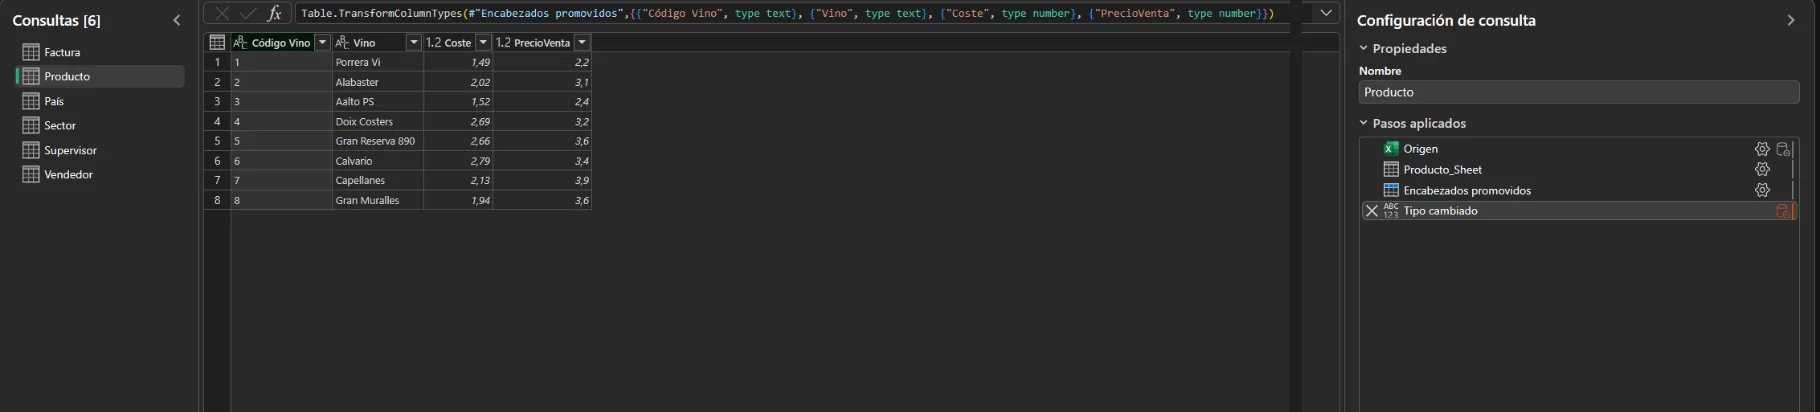 Consultas [6]
Factura
Producto
País
Sector
Supervisor
Vendedor
fx Table.TransformColumnTypes(#"Encabezados promovidos",{{"Código Vino", type text}, {"Vino", type text}, {"Coste", type number}, {"PrecioVenta", type number}})
ABC Código Vino ABC Vino 1.2 Coste 1.2 PrecioVenta
1 1 Porrera Vi 1,49 2,2
2 2 Alabaster 2,02 3,1
3 3 Aalto PS 1,52 2,4
4 4 Doix Costers 2,69 3,2
5 5 Gran Reserva 890 2,66 3,6
6 6 Calvario 2,79 3,4
7 7 Capellanes 2,13 3,9
8 8 Gran Muralles 1,94 3,6
Configuración de consulta
Propiedades
Nombre
Producto
Pasos aplicados
Origen
Producto_Sheet
Encabezados promovidos
ABC 123 Tipo cambiado